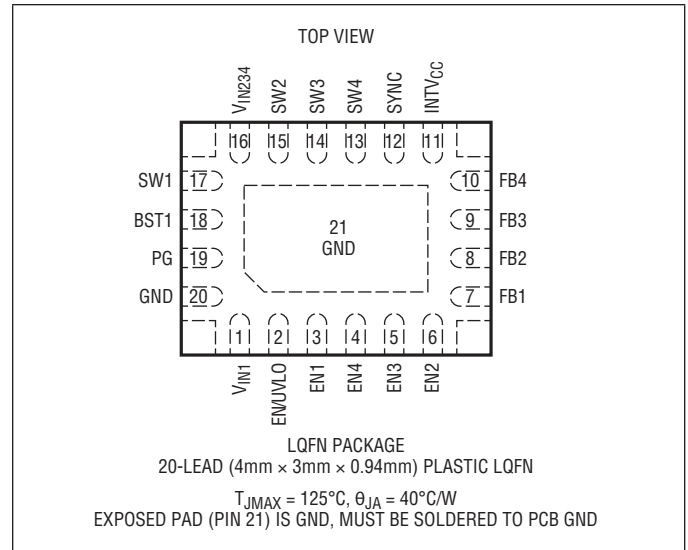 TOP VIEW
VIN234
SW2
SW3
SW4
SYNC
INTVCC
16 15 14 13 12 11
SW1 17
10 FB4
BST1 18
9 FB3
21
GND
PG 19
8 FB2
GND 20
7 FB1
1 2 3 4 5 6
VIN1
EN/UVLO
EN1
EN4
EN3
EN2
LQFN PACKAGE
20-LEAD (4mm × 3mm × 0.94mm) PLASTIC LQFN
TJMAX = 125°C, θJA = 40°C/W
EXPOSED PAD (PIN 21) IS GND, MUST BE SOLDERED TO PCB GND